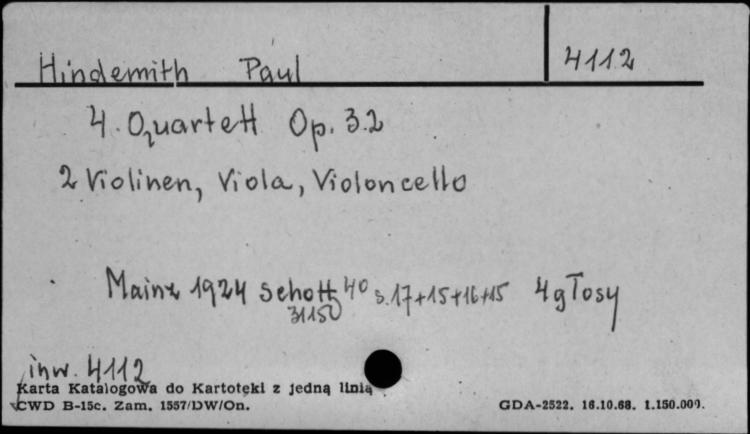 Hindemith Paul 4112
4. Quartett Op. 32
2 Violinen, Viola, Violoncello
Mainz 1924 Schott 4º s. 17+15+16+15 4 głosy
31150
inw. 4112
Karta Katalogowa do Kartoteki z jedną linią
CWD B-15c. Zam. 1557/DW/On. GDA-2522. 16.10.68. 1.150.000.